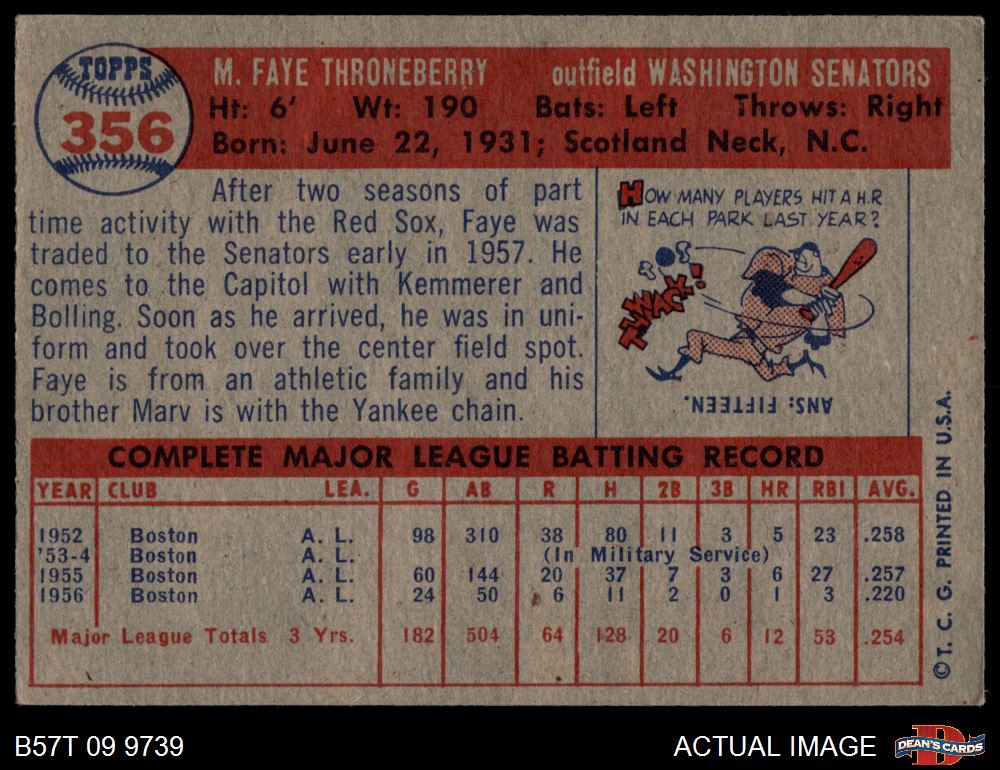 TOPPS
356
M. FAYE THRONEBERRY outfield WASHINGTON SENATORS
Ht: 6' Wt: 190 Bats: Left Throws: Right
Born: June 22, 1931; Scotland Neck, N.C.
After two seasons of part
time activity with the Red Sox, Faye was
traded to the Senators early in 1957. He
comes to the Capitol with Kemmerer and
Bolling. Soon as he arrived, he was in uni-
form and took over the center field spot.
Faye is from an athletic family and his
brother Marv is with the Yankee chain.
HOW MANY PLAYERS HIT A H.R
IN EACH PARK LAST YEAR?
TWACK!
ANS: FIFTEEN.
COMPLETE MAJOR LEAGUE BATTING RECORD
YEAR CLUB LEA. G AB R H 2B 3B HR RBI AVG.
1952 Boston A. L. 98 310 38 80 11 3 5 23 .258
'53-4 Boston A. L. (In Military Service)
1955 Boston A. L. 60 144 20 37 7 3 6 27 .257
1956 Boston A. L. 24 50 6 11 2 0 1 3 .220
Major League Totals 3 Yrs. 182 504 64 128 20 6 12 53 .254
© T. C. G. PRINTED IN U.S.A.
B57T 09 9739
ACTUAL IMAGE
D
DEAN'S CARDS